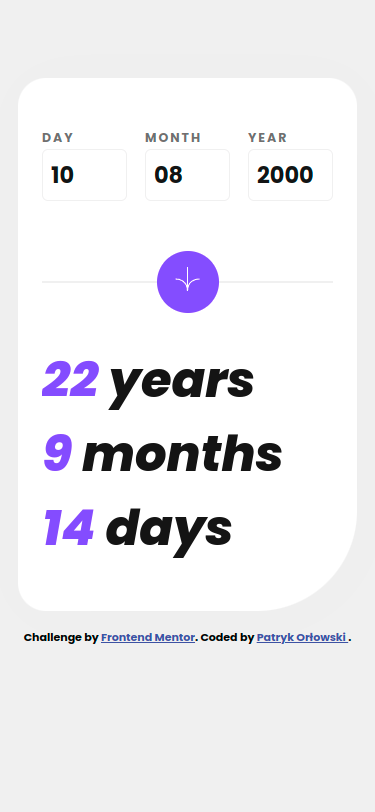 DAY MONTH YEAR
10 08 2000
22 years
9 months
14 days
Challenge by Frontend Mentor. Coded by Patryk Orłowski .